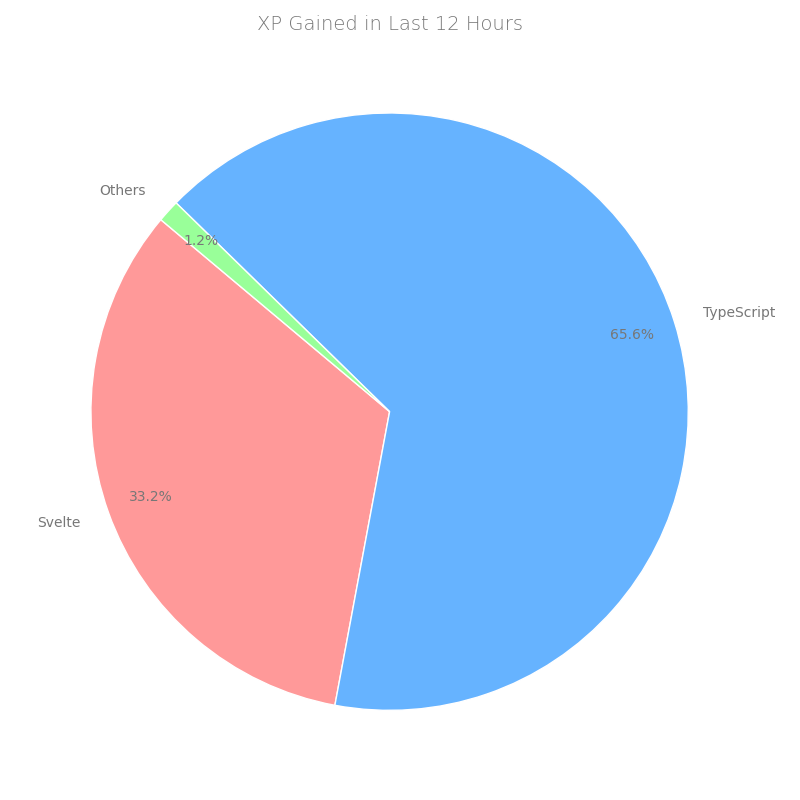 XP Gained in Last 12 Hours
Others
1.2%
TypeScript
65.6%
33.2%
Svelte